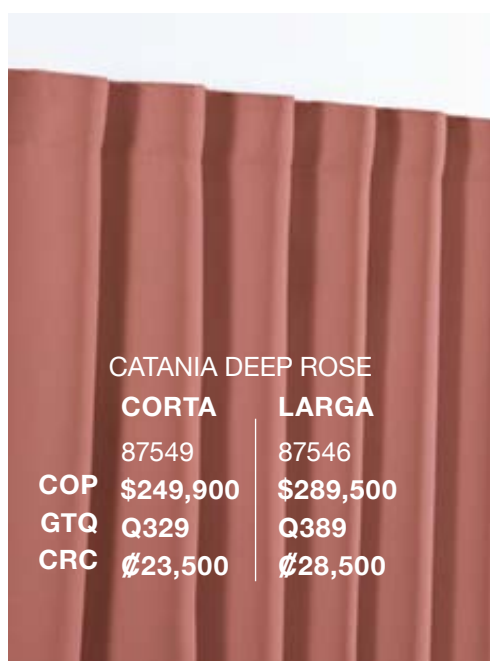 CATANIA DEEP ROSE
CORTA LARGA
87549 87546
COP $249,900 $289,500
GTQ Q329 Q389
CRC ₡23,500 ₡28,500